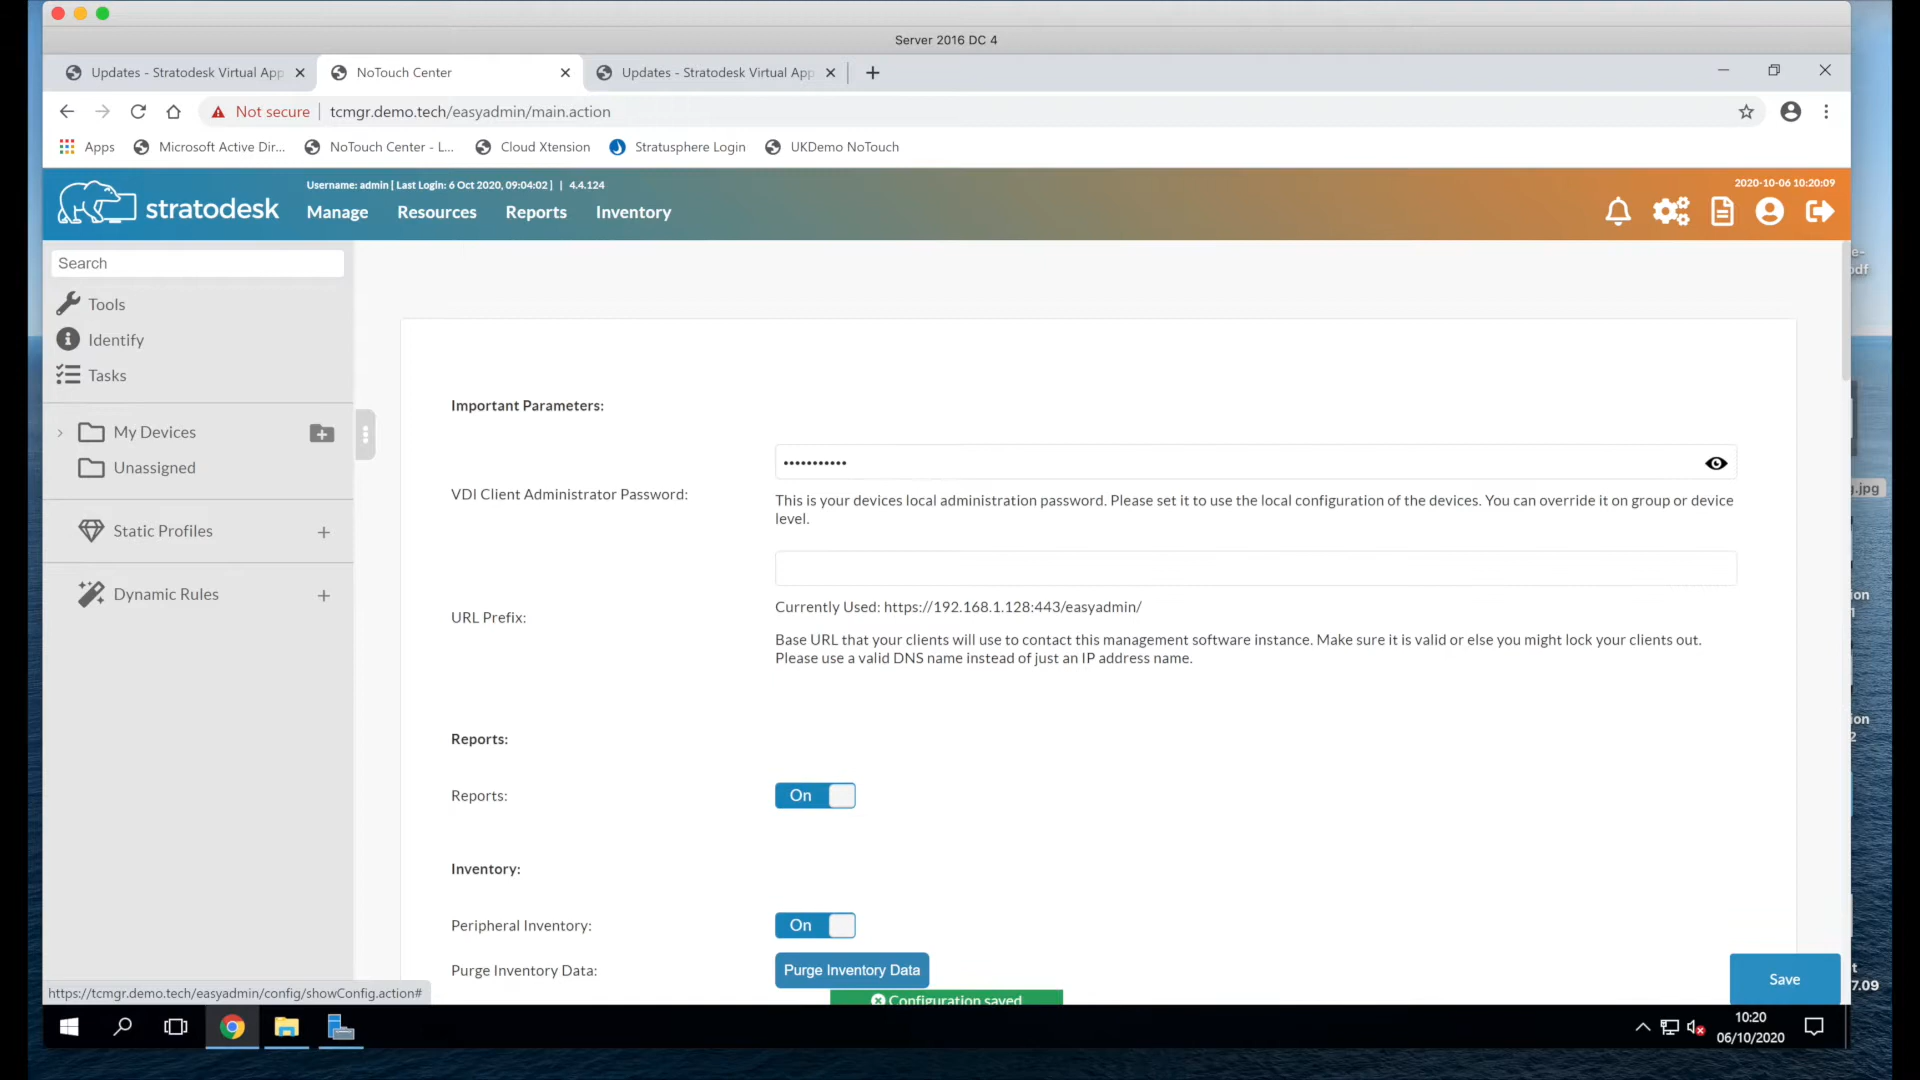 Server 2016 DC 4
Updates - Stratodesk Virtual App
NoTouch Center
Updates - Stratodesk Virtual App
Not secure
tcmgr.demo.tech/easyadmin/main.action
Apps
Microsoft Active Dir...
NoTouch Center - L...
Cloud Xtension
Stratusphere Login
UKDemo NoTouch
stratodesk
Username: admin [ Last Login: 6 Oct 2020, 09:04:02 ] | 4.4.124
2020-10-06 10:20:09
Manage
Resources
Reports
Inventory
Search
Tools
Identify
Tasks
My Devices
Unassigned
Static Profiles
Dynamic Rules
Important Parameters:
VDI Client Administrator Password:
•••••••••••
This is your devices local administration password. Please set it to use the local configuration of the devices. You can override it on group or device
level.
URL Prefix:
Currently Used: https://192.168.1.128:443/easyadmin/
Base URL that your clients will use to contact this management software instance. Make sure it is valid or else you might lock your clients out.
Please use a valid DNS name instead of just an IP address name.
Reports:
Reports:
On
Inventory:
Peripheral Inventory:
On
Purge Inventory Data:
Purge Inventory Data
Save
Configuration saved
https://tcmgr.demo.tech/easyadmin/config/showConfig.action#
10:20
06/10/2020
7.09